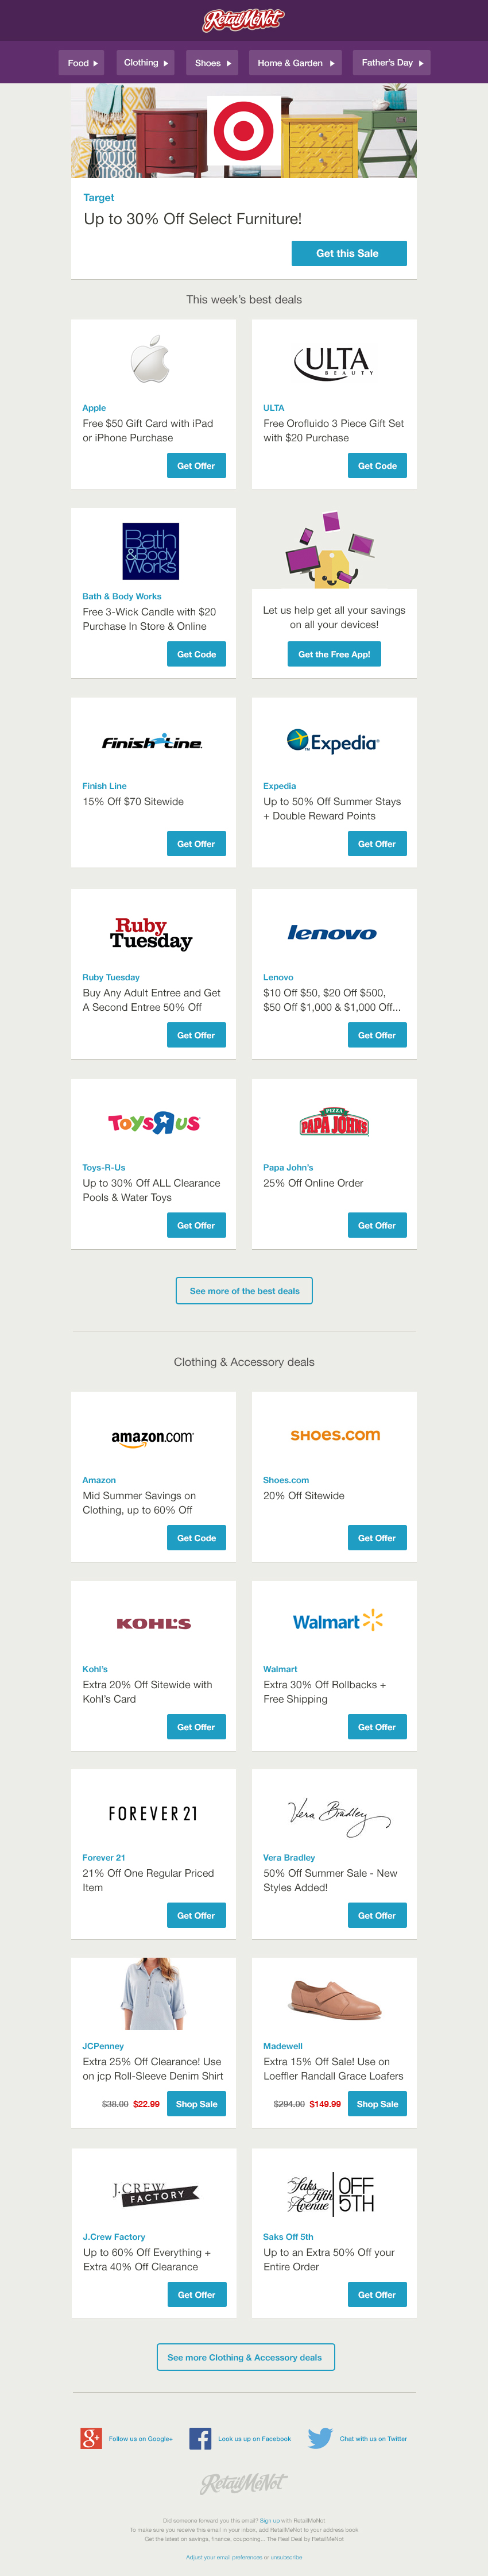 RetailMeNot
Food ▶ Clothing ▶ Shoes ▶ Home & Garden ▶ Father's Day ▶
Target
Up to 30% Off Select Furniture!
Get this Sale
This week's best deals
Apple
Free $50 Gift Card with iPad
or iPhone Purchase
Get Offer
ULTA
BEAUTY
ULTA
Free Orofluido 3 Piece Gift Set
with $20 Purchase
Get Code
Bath
& Body
Works
Bath & Body Works
Free 3-Wick Candle with $20
Purchase In Store & Online
Get Code
Let us help get all your savings
on all your devices!
Get the Free App!
Finish Line
Finish Line
15% Off $70 Sitewide
Get Offer
Expedia
Expedia
Up to 50% Off Summer Stays
+ Double Reward Points
Get Offer
Ruby
Tuesday
Ruby Tuesday
Buy Any Adult Entree and Get
A Second Entree 50% Off
Get Offer
lenovo
Lenovo
$10 Off $50, $20 Off $500,
$50 Off $1,000 & $1,000 Off...
Get Offer
ToysRus
Toys-R-Us
Up to 30% Off ALL Clearance
Pools & Water Toys
Get Offer
PIZZA
PAPA JOHNS
Papa John's
25% Off Online Order
Get Offer
See more of the best deals
Clothing & Accessory deals
amazon.com
Amazon
Mid Summer Savings on
Clothing, up to 60% Off
Get Code
SHOES.COM
Shoes.com
20% Off Sitewide
Get Offer
KOHL'S
Kohl's
Extra 20% Off Sitewide with
Kohl's Card
Get Offer
Walmart
Walmart
Extra 30% Off Rollbacks +
Free Shipping
Get Offer
FOREVER 21
Forever 21
21% Off One Regular Priced
Item
Get Offer
Vera Bradley
Vera Bradley
50% Off Summer Sale - New
Styles Added!
Get Offer
JCPenney
Extra 25% Off Clearance! Use
on jcp Roll-Sleeve Denim Shirt
$38.00 $22.99 Shop Sale
Madewell
Extra 15% Off Sale! Use on
Loeffler Randall Grace Loafers
$294.00 $149.99 Shop Sale
J.CREW
FACTORY
J.Crew Factory
Up to 60% Off Everything +
Extra 40% Off Clearance
Get Offer
Saks
Fifth
Avenue
OFF
5TH
Saks Off 5th
Up to an Extra 50% Off your
Entire Order
Get Offer
See more Clothing & Accessory deals
g+ Follow us on Google+ f Look us up on Facebook Chat with us on Twitter
RetailMeNot
Did someone forward you this email? Sign up with RetailMeNot
To make sure you receive this email in your inbox, add RetailMeNot to your address book
Get the latest on savings, finance, couponing... The Real Deal by RetailMeNot
Adjust your email preferences or unsubscribe